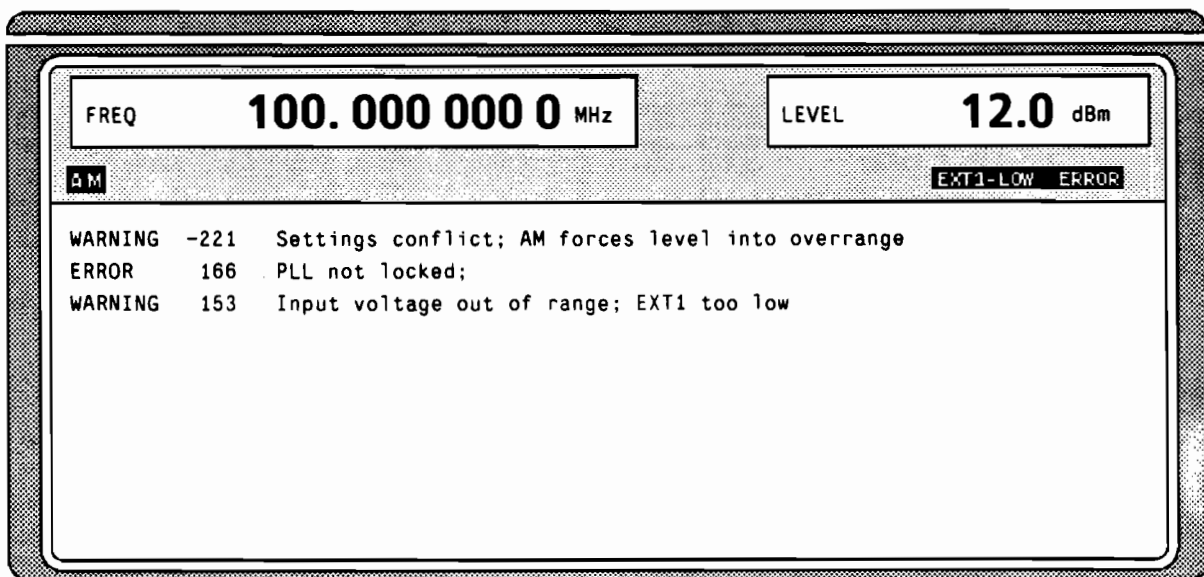 FREQ 100. 000 000 0 MHz LEVEL 12.0 dBm
AM EXT1-LOW ERROR
WARNING -221 Settings conflict; AM forces level into overrange
ERROR 166 PLL not locked;
WARNING 153 Input voltage out of range; EXT1 too low